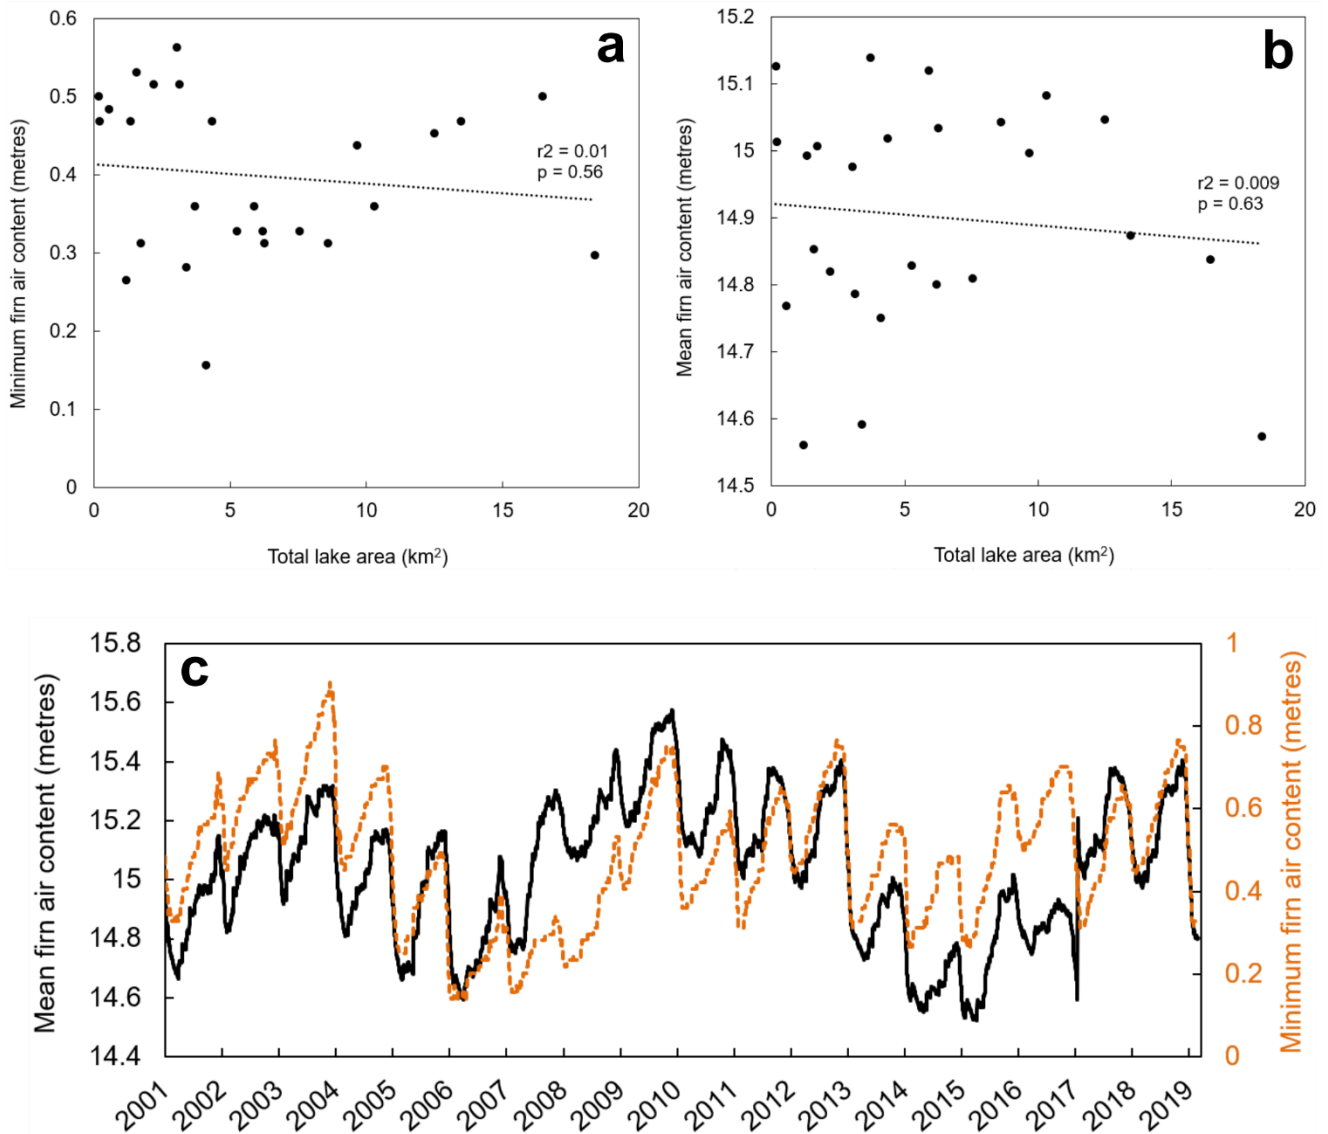 a
Minimum firn air content (metres)
0.6
0.5
0.4
0.3
0.2
0.1
0
r2 = 0.01
p = 0.56
0 5 10 15 20
Total lake area (km²)
b
Mean firn air content (metres)
15.2
15.1
15
14.9
14.8
14.7
14.6
14.5
r2 = 0.009
p = 0.63
0 5 10 15 20
Total lake area (km²)
c
Mean firn air content (metres)
15.8
15.6
15.4
15.2
15
14.8
14.6
14.4
1
0.8
0.6
0.4
0.2
0
Minimum firn air content (metres)
2001 2002 2003 2004 2005 2006 2007 2008 2009 2010 2011 2012 2013 2014 2015 2016 2017 2018 2019